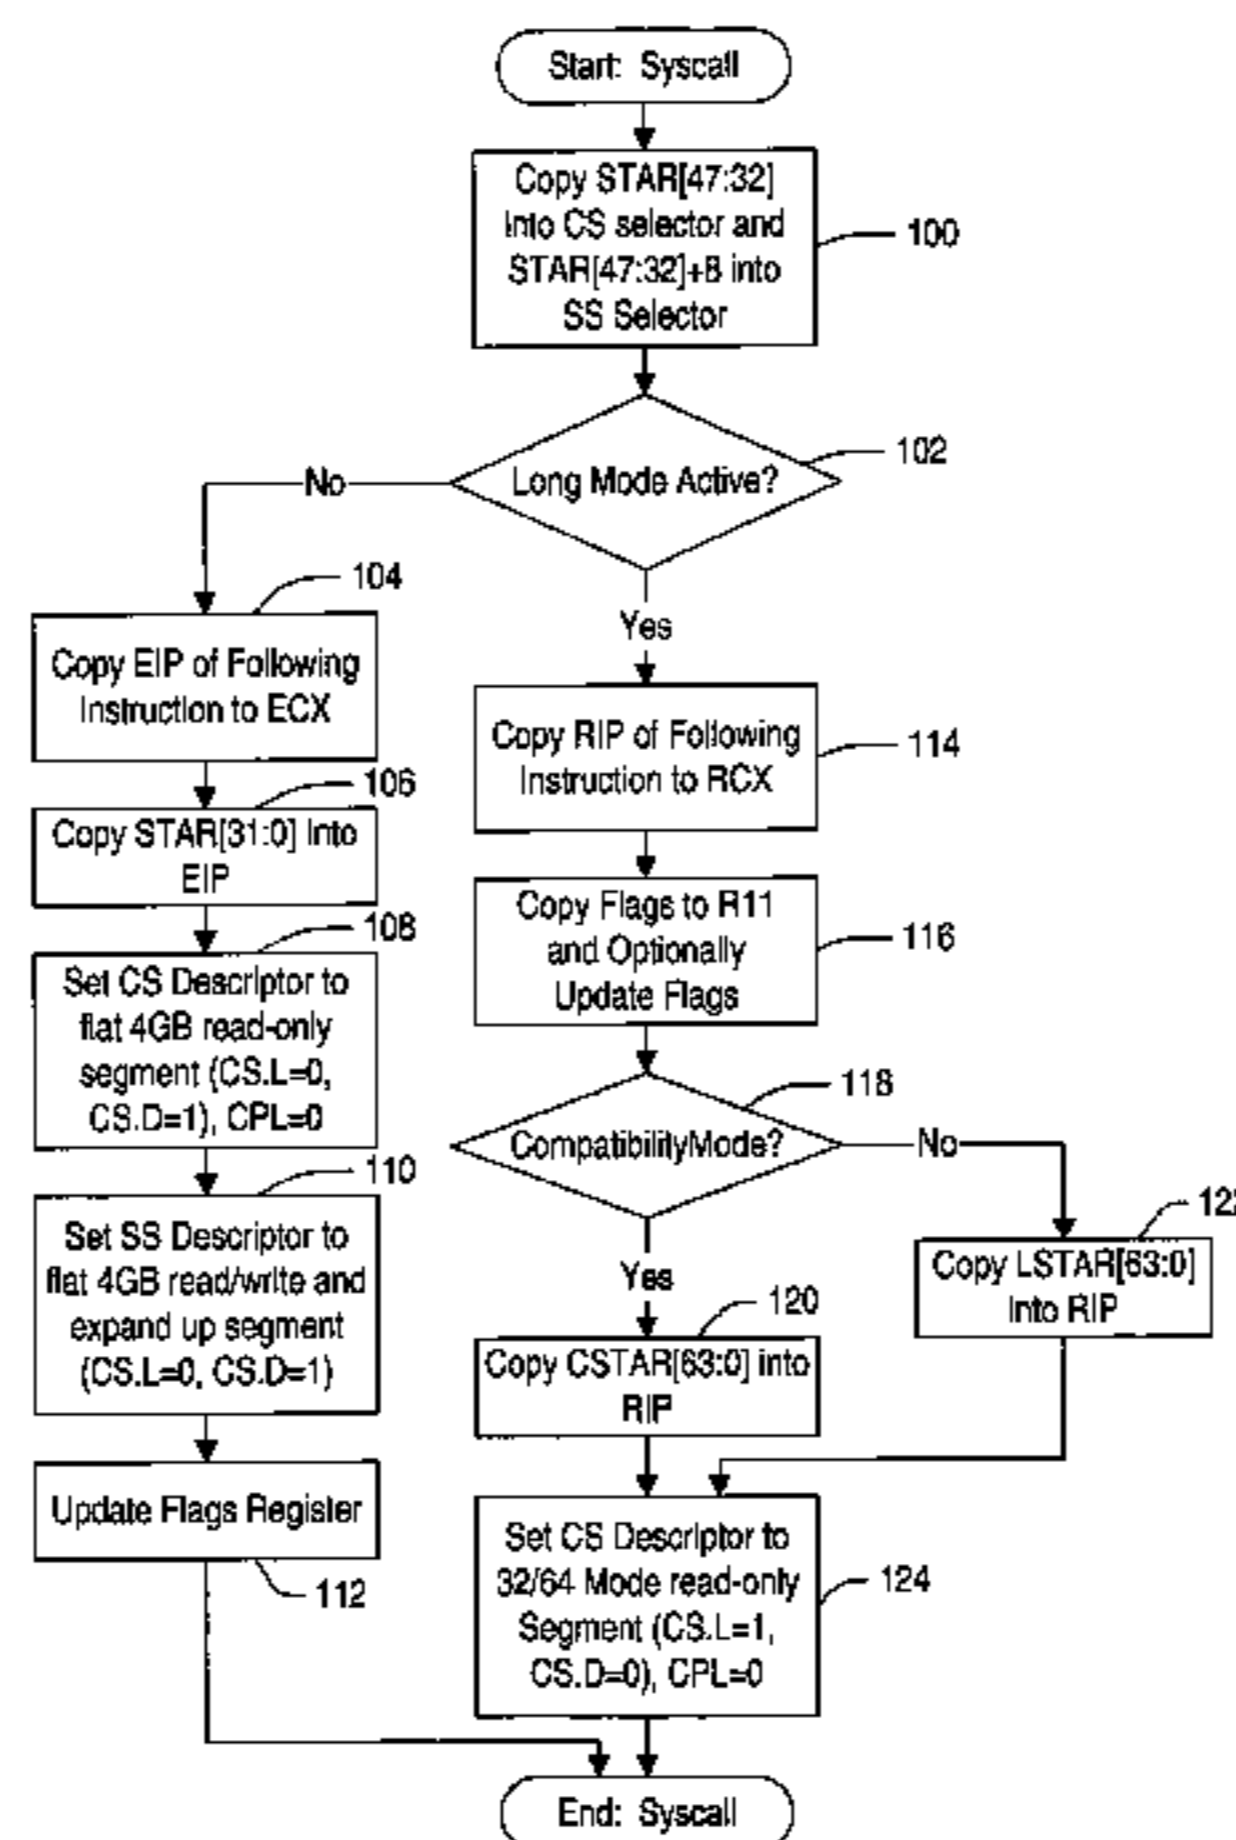 Start: Syscall
Copy STAR[47:32]
Into CS selector and
STAR[47:32]+8 into
SS Selector
100
Long Mode Active?
102
No
Yes
104
Copy EIP of Following
Instruction to ECX
106
Copy STAR[31:0] Into
EIP
108
Set CS Descriptor to
flat 4GB read-only
segment (CS.L=0,
CS.D=1), CPL=0
110
Set SS Descriptor to
flat 4GB read/write and
expand up segment
(CS.L=0, CS.D=1)
Update Flags Register
112
Copy RIP of Following
Instruction to RCX
114
Copy Flags to R11
and Optionally
Update Flags
116
CompatibilityMode?
118
No
Yes
122
Copy LSTAR[63:0]
Into RIP
120
Copy CSTAR[63:0] into
RIP
Set CS Descriptor to
32/64 Mode read-only
Segment (CS.L=1,
CS.D=0), CPL=0
124
End: Syscall